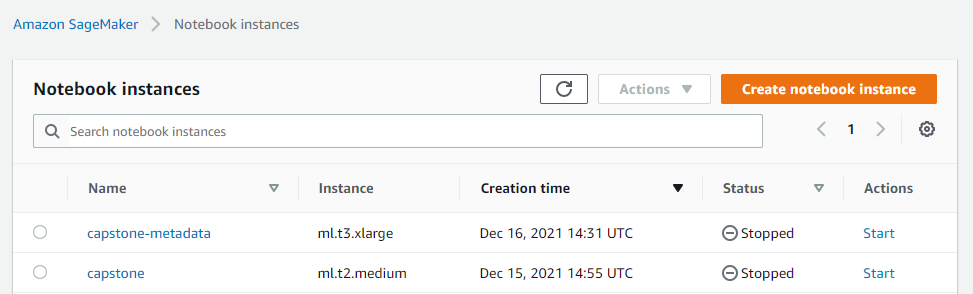 Amazon SageMaker > Notebook instances
Notebook instances
Actions
Create notebook instance
Search notebook instances
1
Name Instance Creation time Status Actions
capstone-metadata ml.t3.xlarge Dec 16, 2021 14:31 UTC Stopped Start
capstone ml.t2.medium Dec 15, 2021 14:55 UTC Stopped Start